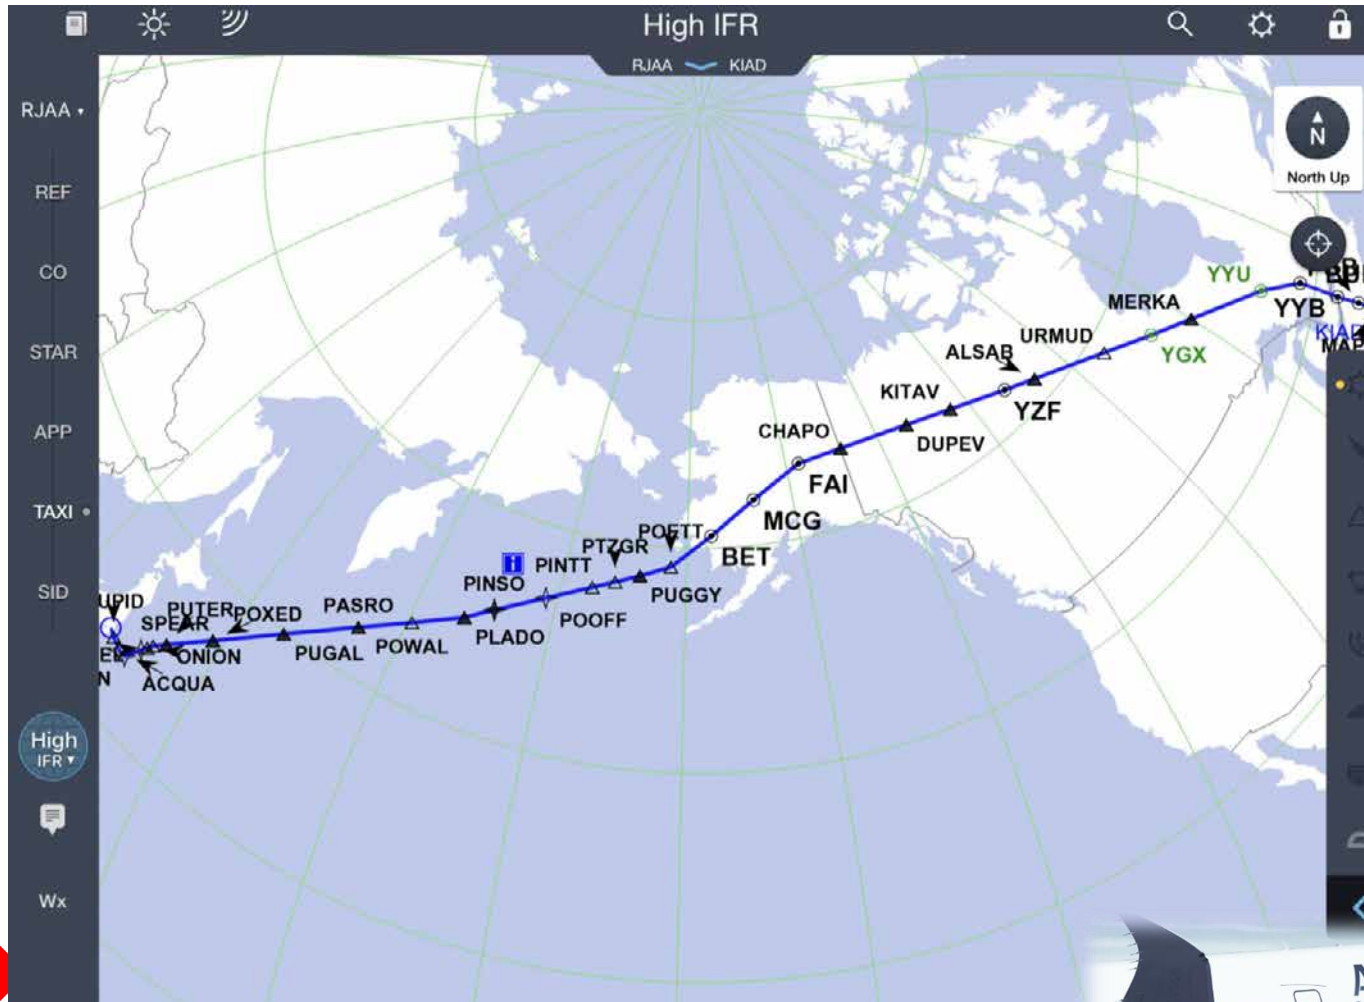 High IFR
RJAA KIAD
RJAA
REF
CO
STAR
APP
TAXI
SID
High
IFR
Wx
N
North Up
YYU
YYB
KIAD
MERKA
YGX
URMUD
ALSAB
YZF
KITAV
DUPEV
CHAPO
FAI
MCG
POETT
BET
PTZGR
PINTT
PUGGY
PINSO
POOFF
PLADO
PASRO
POWAL
PUGAL
POXED
PUTER
SPEAR
UPID
ONION
ACQUA
N